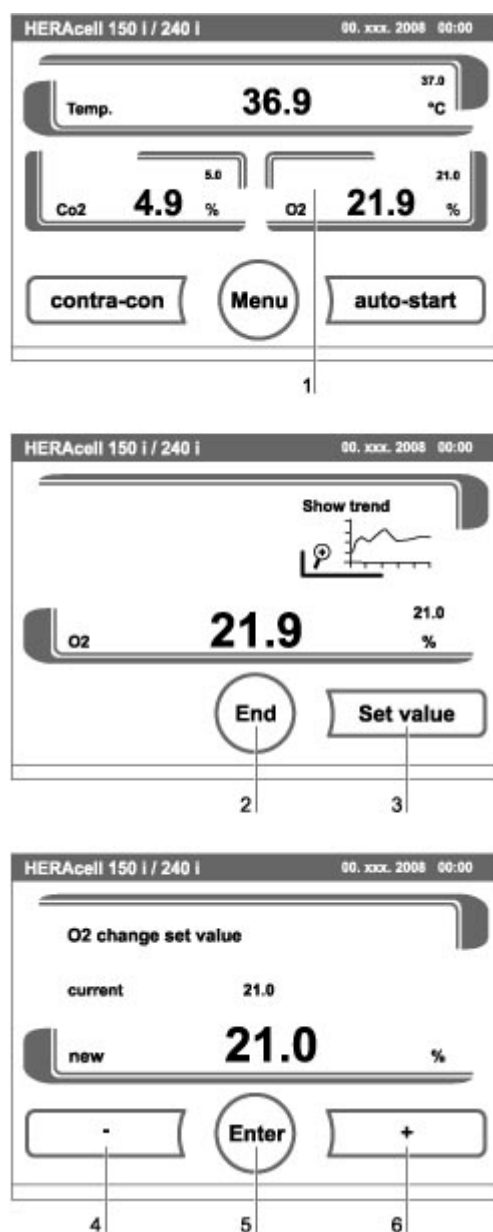 HERAcell 150 i / 240 i 00. xxx. 2008 00:00
37.0
Temp. 36.9 °C
5.0 21.0
Co2 4.9 % O2 21.9 %
contra-con Menu auto-start
1
HERAcell 150 i / 240 i 00. xxx. 2008 00:00
Show trend
21.0
O2 21.9 %
End Set value
2 3
HERAcell 150 i / 240 i 00. xxx. 2008 00:00
O2 change set value
current 21.0
new 21.0 %
- Enter +
4 5 6